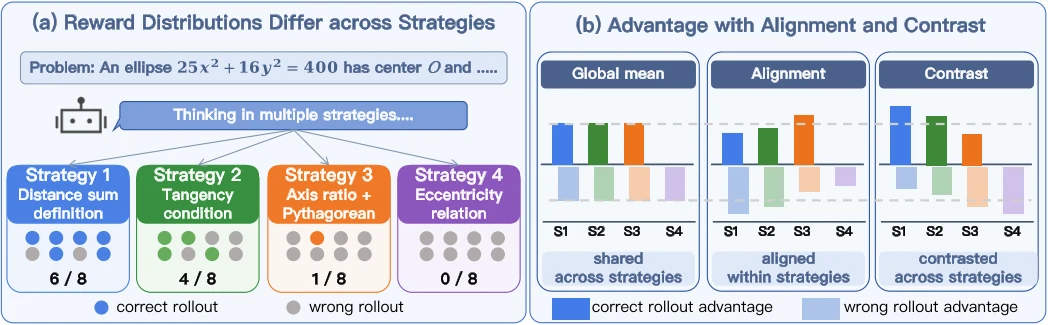 (a) Reward Distributions Differ across Strategies
Problem: An ellipse 25x² + 16y² = 400 has center O and .....
Thinking in multiple strategies....
Strategy 1
Distance sum
definition
6 / 8
Strategy 2
Tangency
condition
4 / 8
Strategy 3
Axis ratio +
Pythagorean
1 / 8
Strategy 4
Eccentricity
relation
0 / 8
correct rollout
wrong rollout
(b) Advantage with Alignment and Contrast
Global mean
S1 S2 S3 S4
shared
across strategies
Alignment
S1 S2 S3 S4
aligned
within strategies
Contrast
S1 S2 S3 S4
contrasted
across strategies
correct rollout advantage
wrong rollout advantage